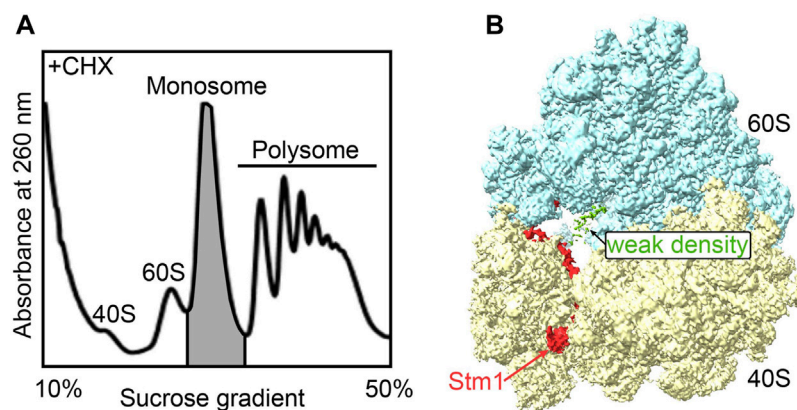 A
+CHX
Monosome
Polysome
60S
40S
Absorbance at 260 nm
10%
50%
Sucrose gradient
B
60S
weak density
Stm1
40S